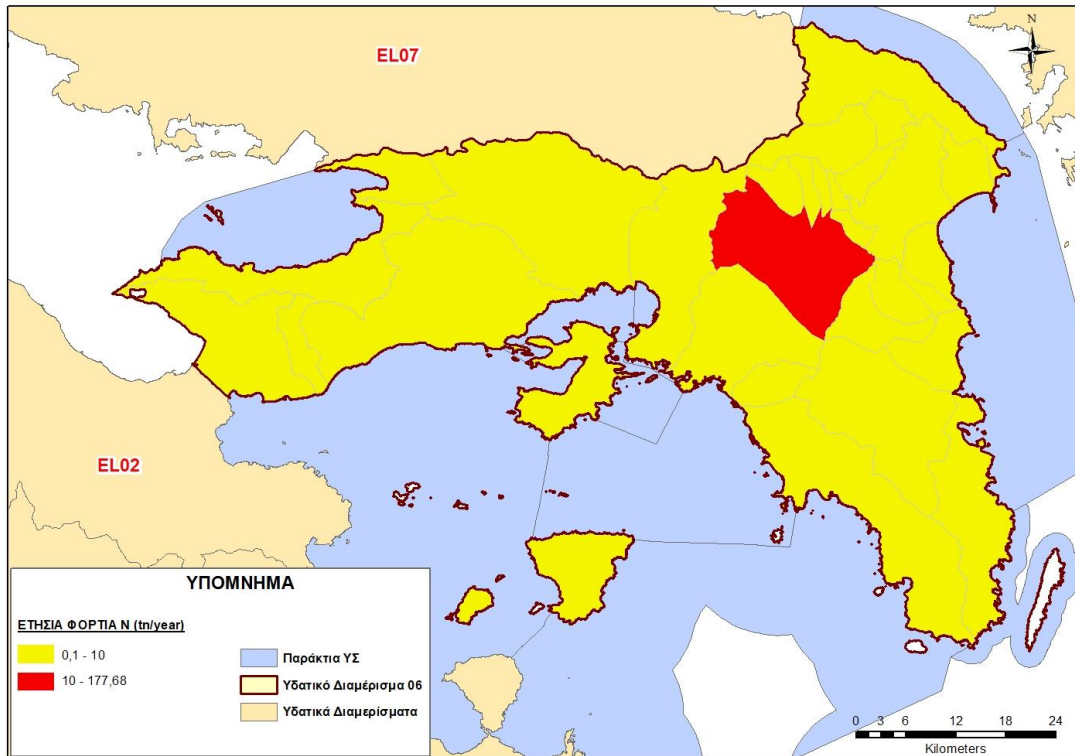 N
EL07
EL02
ΥΠΟΜΝΗΜΑ
ΕΤΗΣΙΑ ΦΟΡΤΙΑ Ν (tn/year)
0,1 - 10
10 - 177,68
Παράκτια ΥΣ
Υδατικό Διαμέρισμα 06
Υδατικά Διαμερίσματα
0 3 6 12 18 24
Kilometers